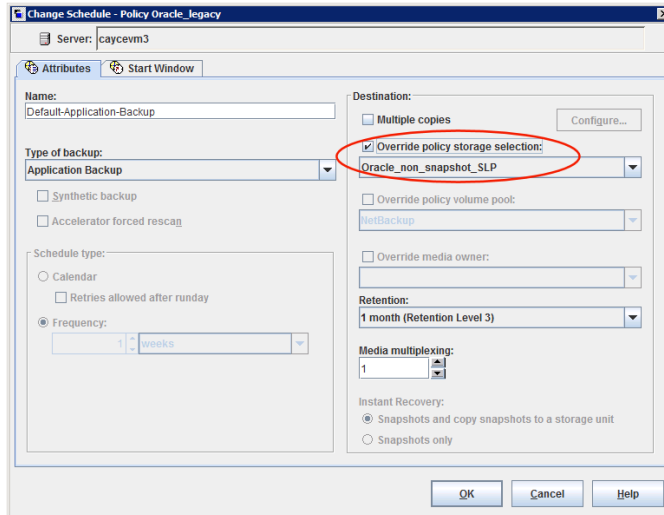 Change Schedule - Policy Oracle_legacy
Server: caycevm3
Attributes
Start Window
Name:
Default-Application-Backup
Type of backup:
Application Backup
Synthetic backup
Accelerator forced rescan
Schedule type:
Calendar
Retries allowed after runday
Frequency:
1 weeks
Destination:
Multiple copies
Configure...
Override policy storage selection:
Oracle_non_snapshot_SLP
Override policy volume pool:
NetBackup
Override media owner:
Retention:
1 month (Retention Level 3)
Media multiplexing:
1
Instant Recovery:
Snapshots and copy snapshots to a storage unit
Snapshots only
OK
Cancel
Help